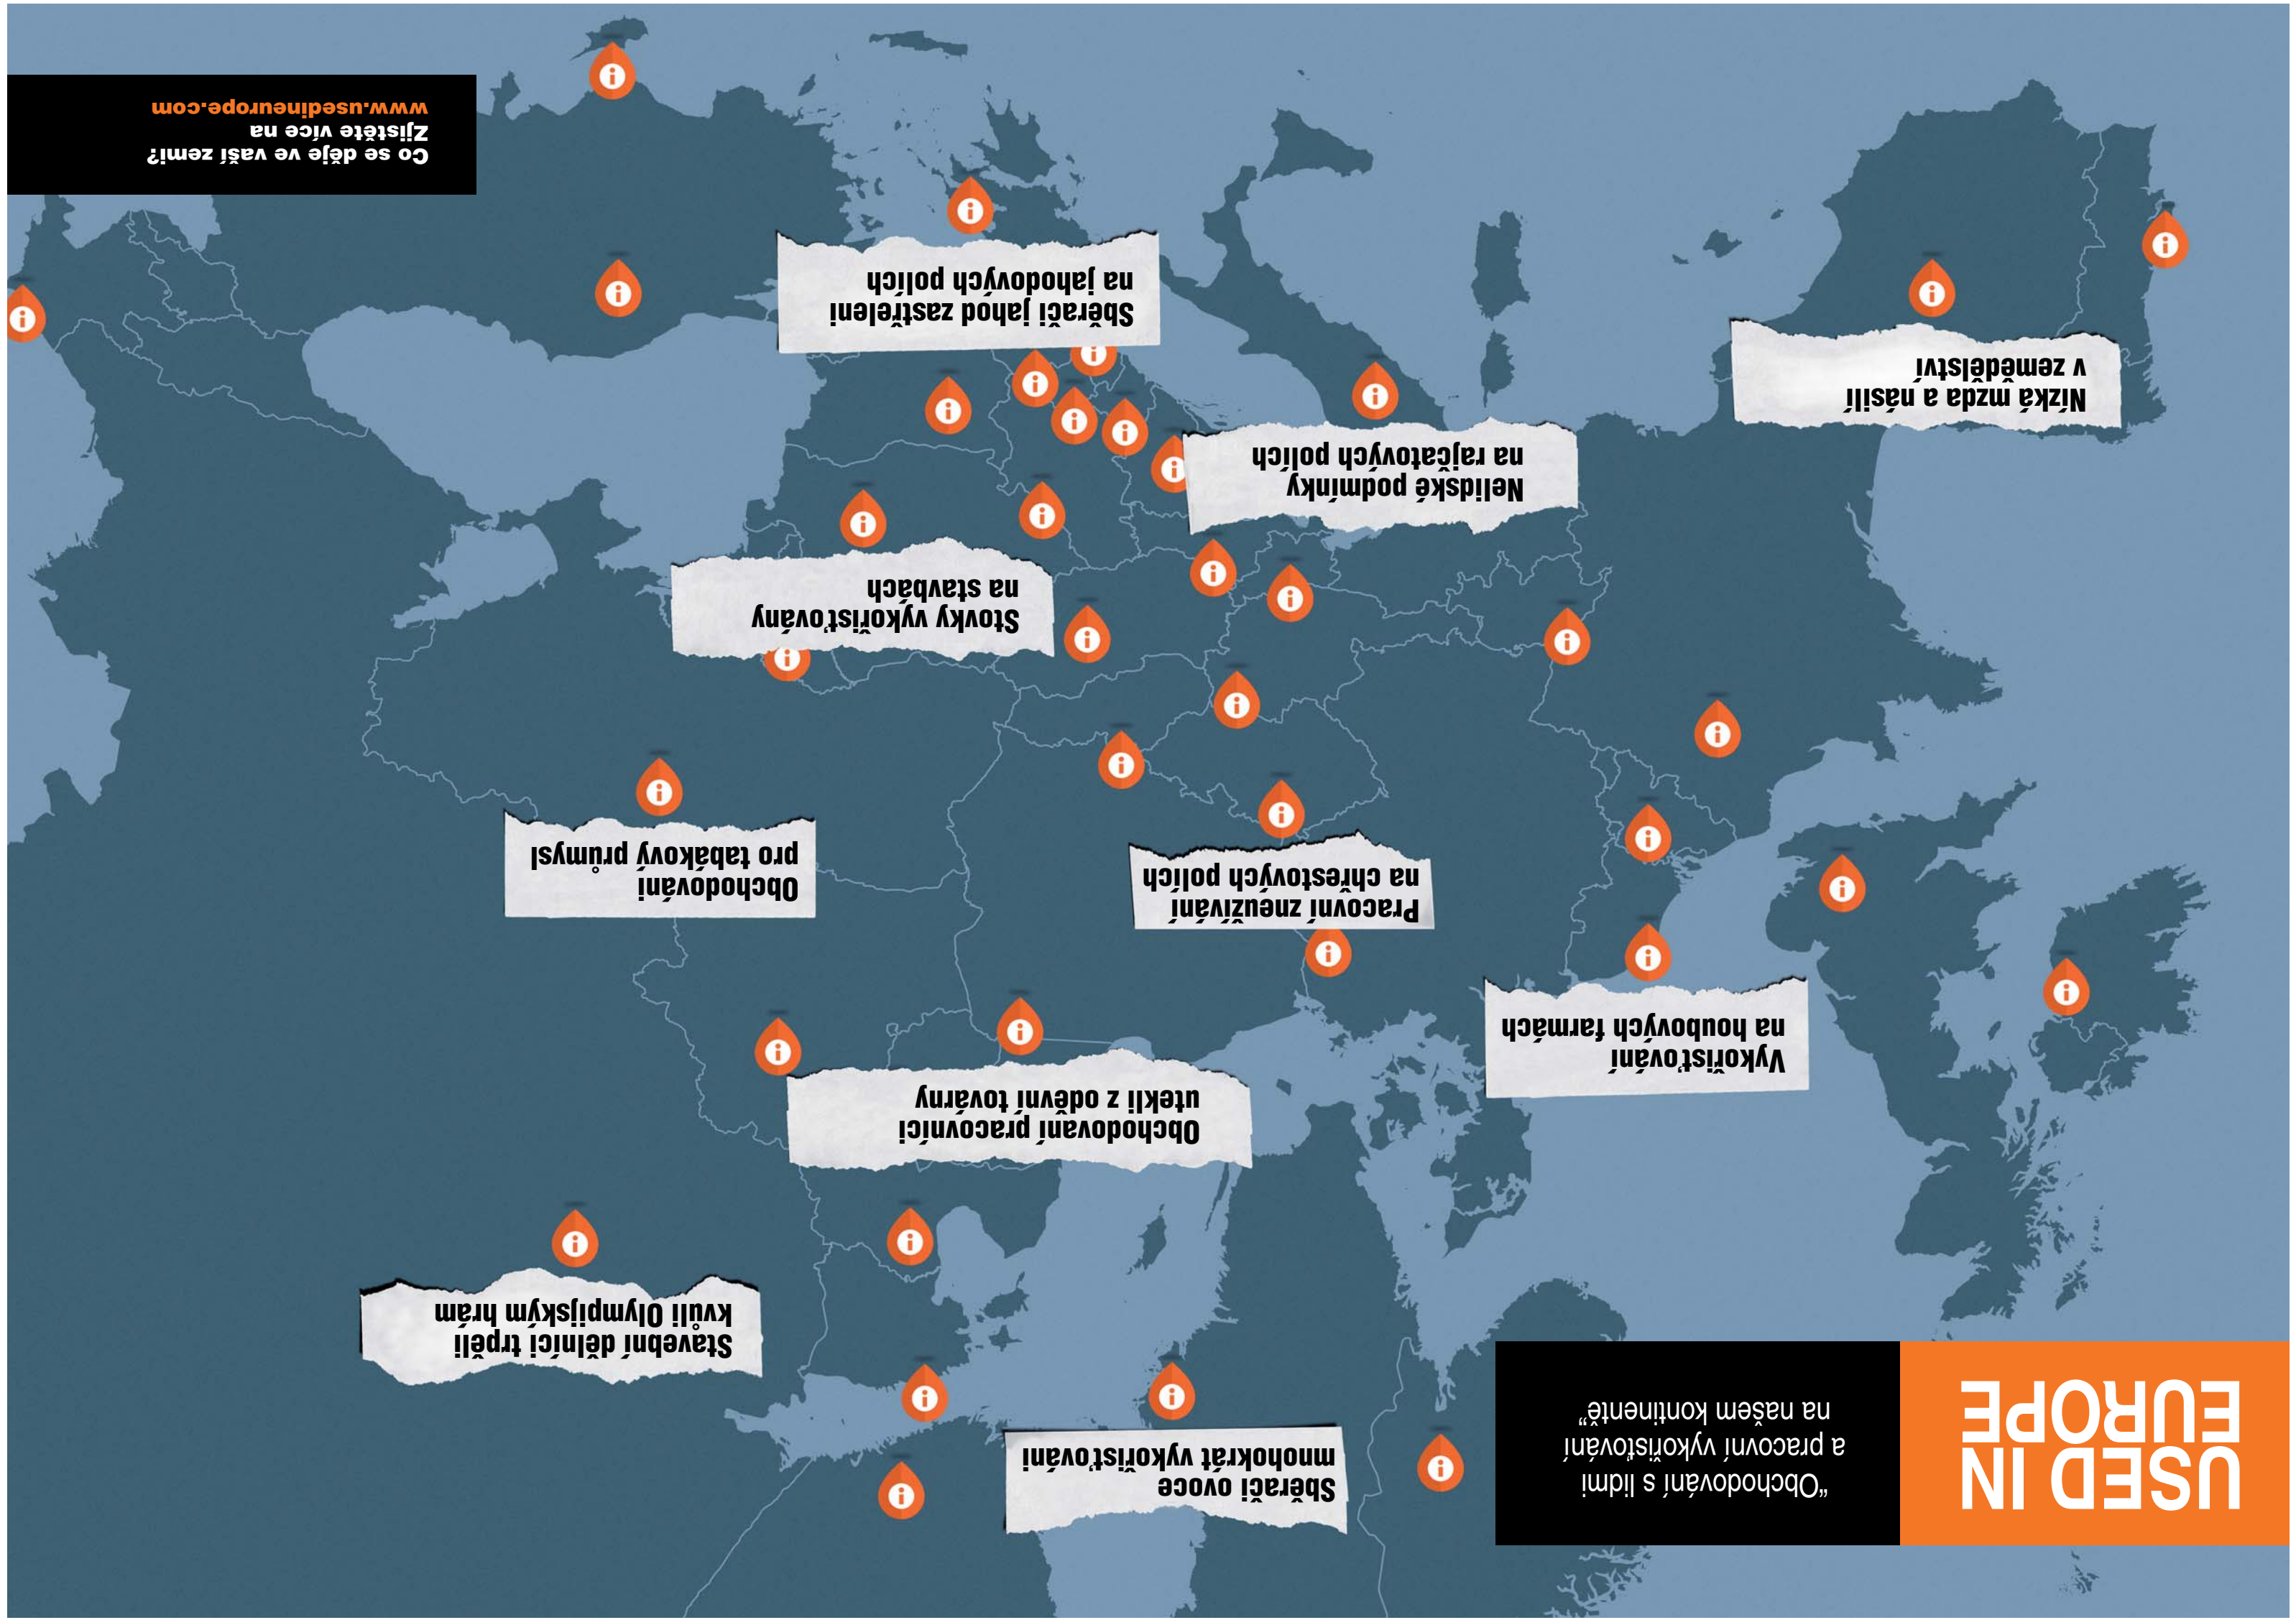 USED IN
EUROPE
“Obchodování s lidmi
a pracovní vykořisťování
na našem kontinentě”
Sběrači ovoce
mnohokrát vykořisťováni
Stavební dělníci trpěli
kvůli Olympijským hrám
Obchodovaní pracovníci
utekli z oděvní továrny
Vykořisťování
na houbových farmách
Pracovní zneužívání
na chřestových polích
Obchodováni
pro tabákový průmysl
Stovky vykořisťovány
na stavbách
Nelidské podmínky
na rajčatových polích
Nízká mzda a násilí
v zemědělství
Sběrači jahod zastřeleni
na jahodových polích
Co se děje ve vaší zemi?
Zjistěte více na
www.usedineurope.com